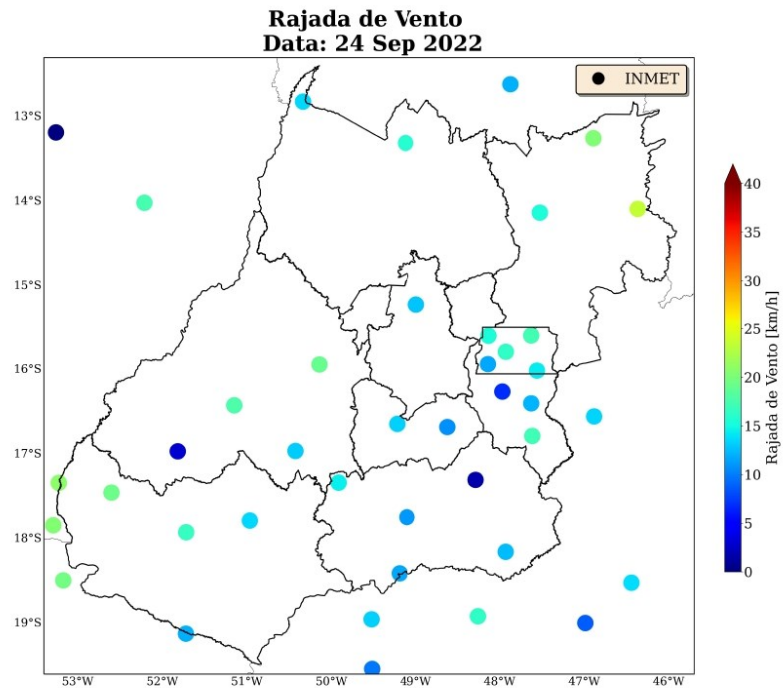 Rajada de Vento
Data: 24 Sep 2022
INMET
13°S
14°S
15°S
16°S
17°S
18°S
19°S
53°W
52°W
51°W
50°W
49°W
48°W
47°W
46°W
40
35
30
25
20
15
10
5
0
Rajada de Vento [km/h]